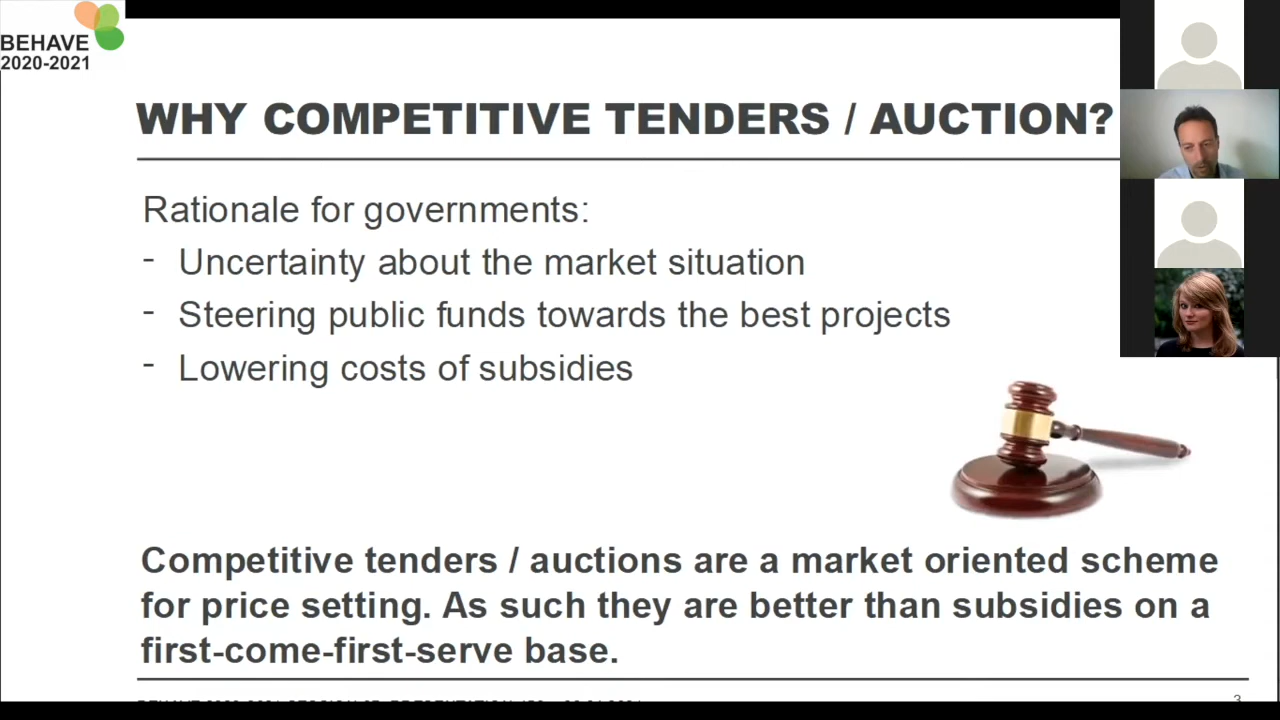 BEHAVE
2020-2021
WHY COMPETITIVE TENDERS / AUCTION?
Rationale for governments:
- Uncertainty about the market situation
- Steering public funds towards the best projects
- Lowering costs of subsidies
Competitive tenders / auctions are a market oriented scheme
for price setting. As such they are better than subsidies on a
first-come-first-serve base.
3